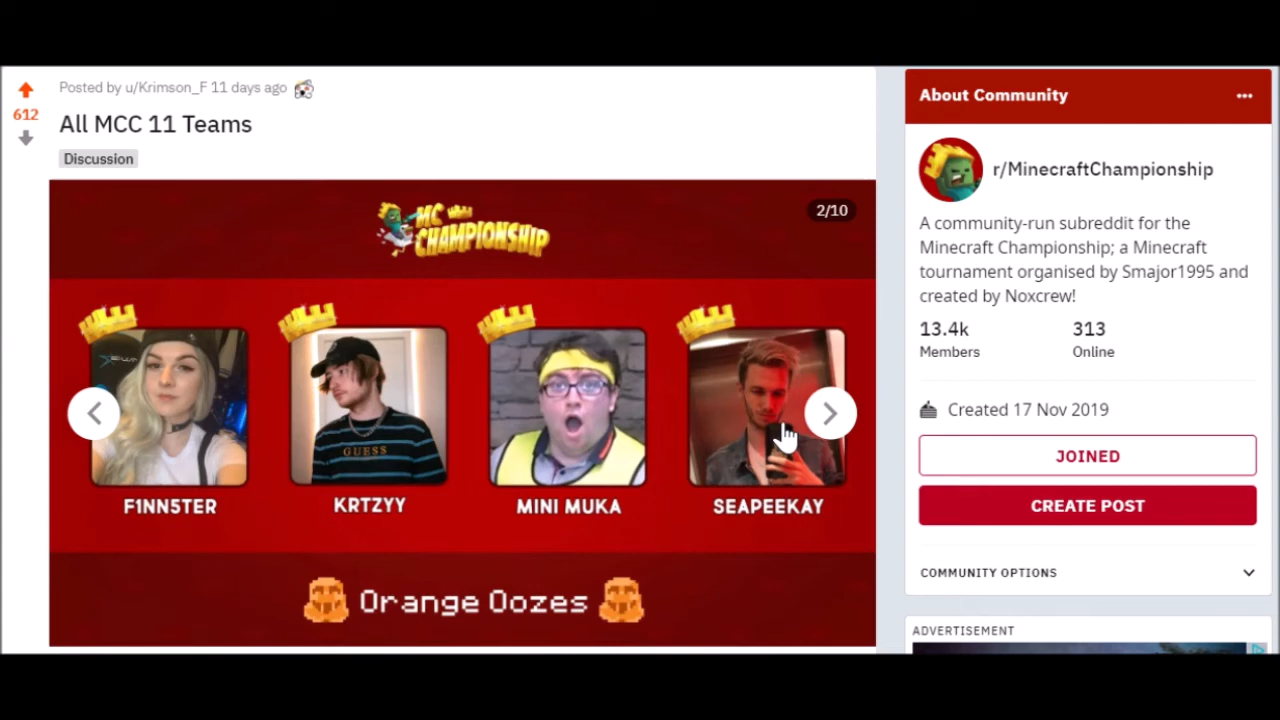 Posted by u/Krimson_F 11 days ago
612
All MCC 11 Teams
Discussion
MC
CHAMPIONSHIP
2/10
F1NN5TER
KRTZYY
MINI MUKA
SEAPEEKAY
GUESS
Orange Oozes
About Community
r/MinecraftChampionship
A community-run subreddit for the
Minecraft Championship; a Minecraft
tournament organised by Smajor1995 and
created by Noxcrew!
13.4k
313
Members
Online
Created 17 Nov 2019
JOINED
CREATE POST
COMMUNITY OPTIONS
ADVERTISEMENT